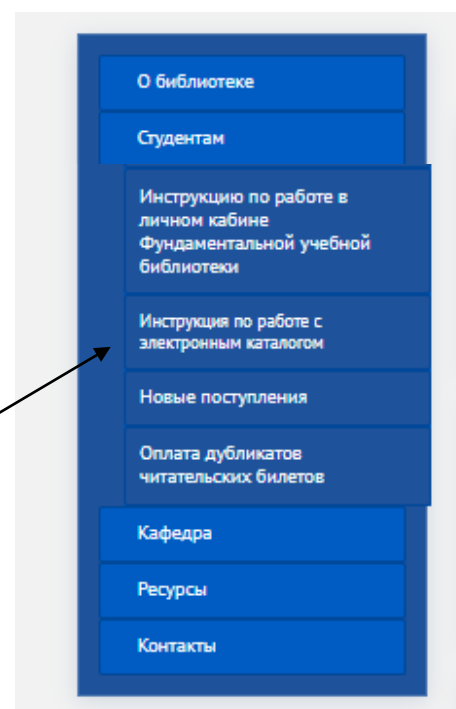 О библиотеке
Студентам
Инструкцию по работе в
личном кабине
Фундаментальной учебной
библиотеки
Инструкция по работе с
электронным каталогом
Новые поступления
Оплата дубликатов
читательских билетов
Кафедра
Ресурсы
Контакты